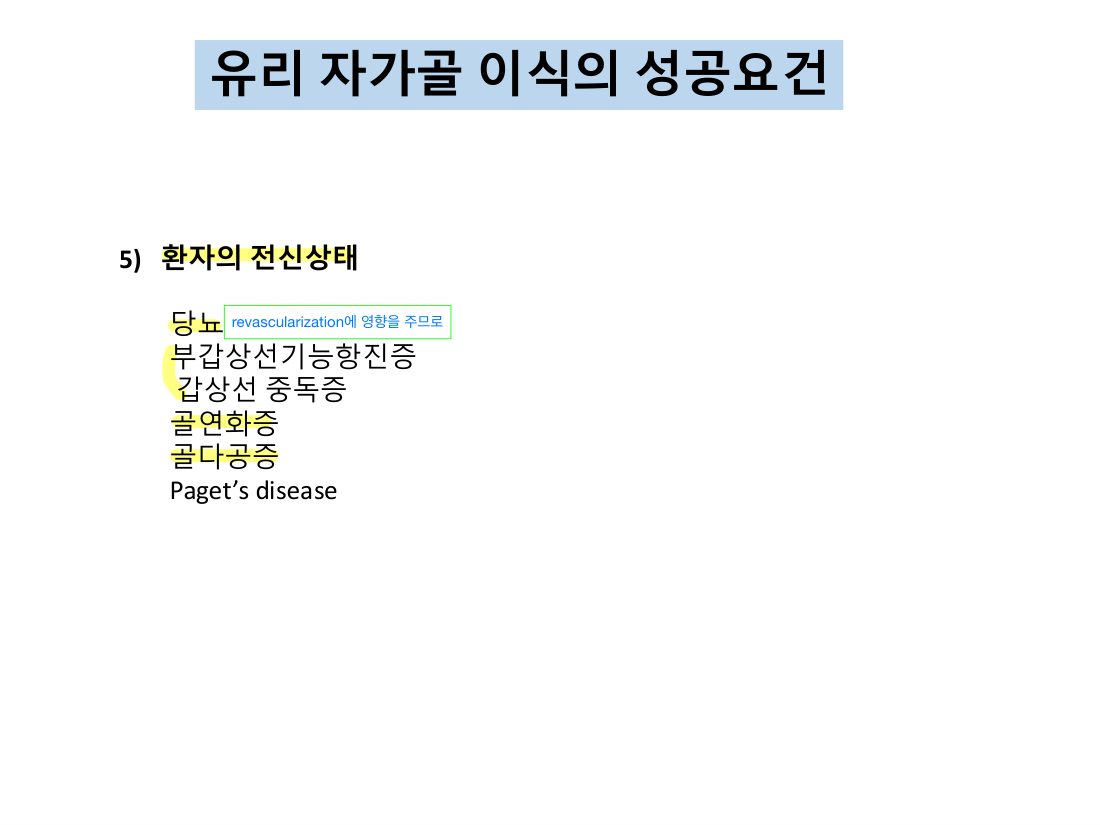 유리 자가골 이식의 성공요건
5) 환자의 전신상태
당뇨 revascularization에 영향을 주므로
부갑상선기능항진증
갑상선 중독증
골연화증
골다공증
Paget’s disease